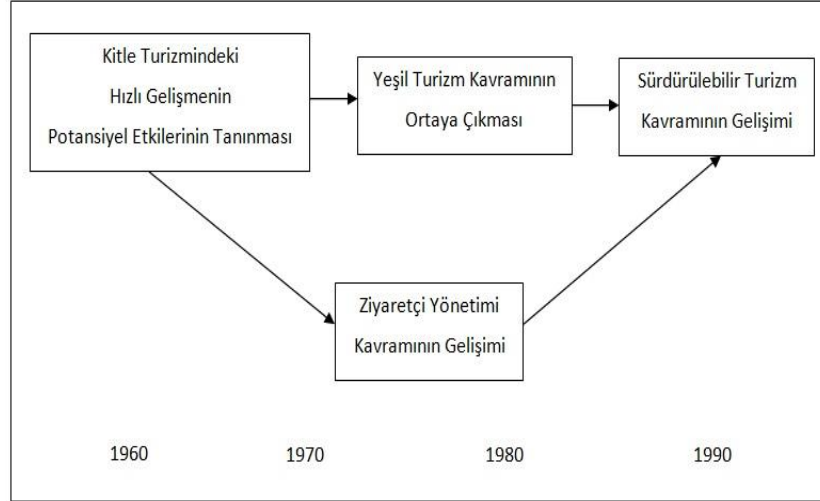 Kitle Turizmindeki
Hızlı Gelişmenin
Potansiyel Etkilerinin Tanınması
Yeşil Turizm Kavramının
Ortaya Çıkması
Sürdürülebilir Turizm
Kavramının Gelişimi
Ziyaretçi Yönetimi
Kavramının Gelişimi
1960 1970 1980 1990